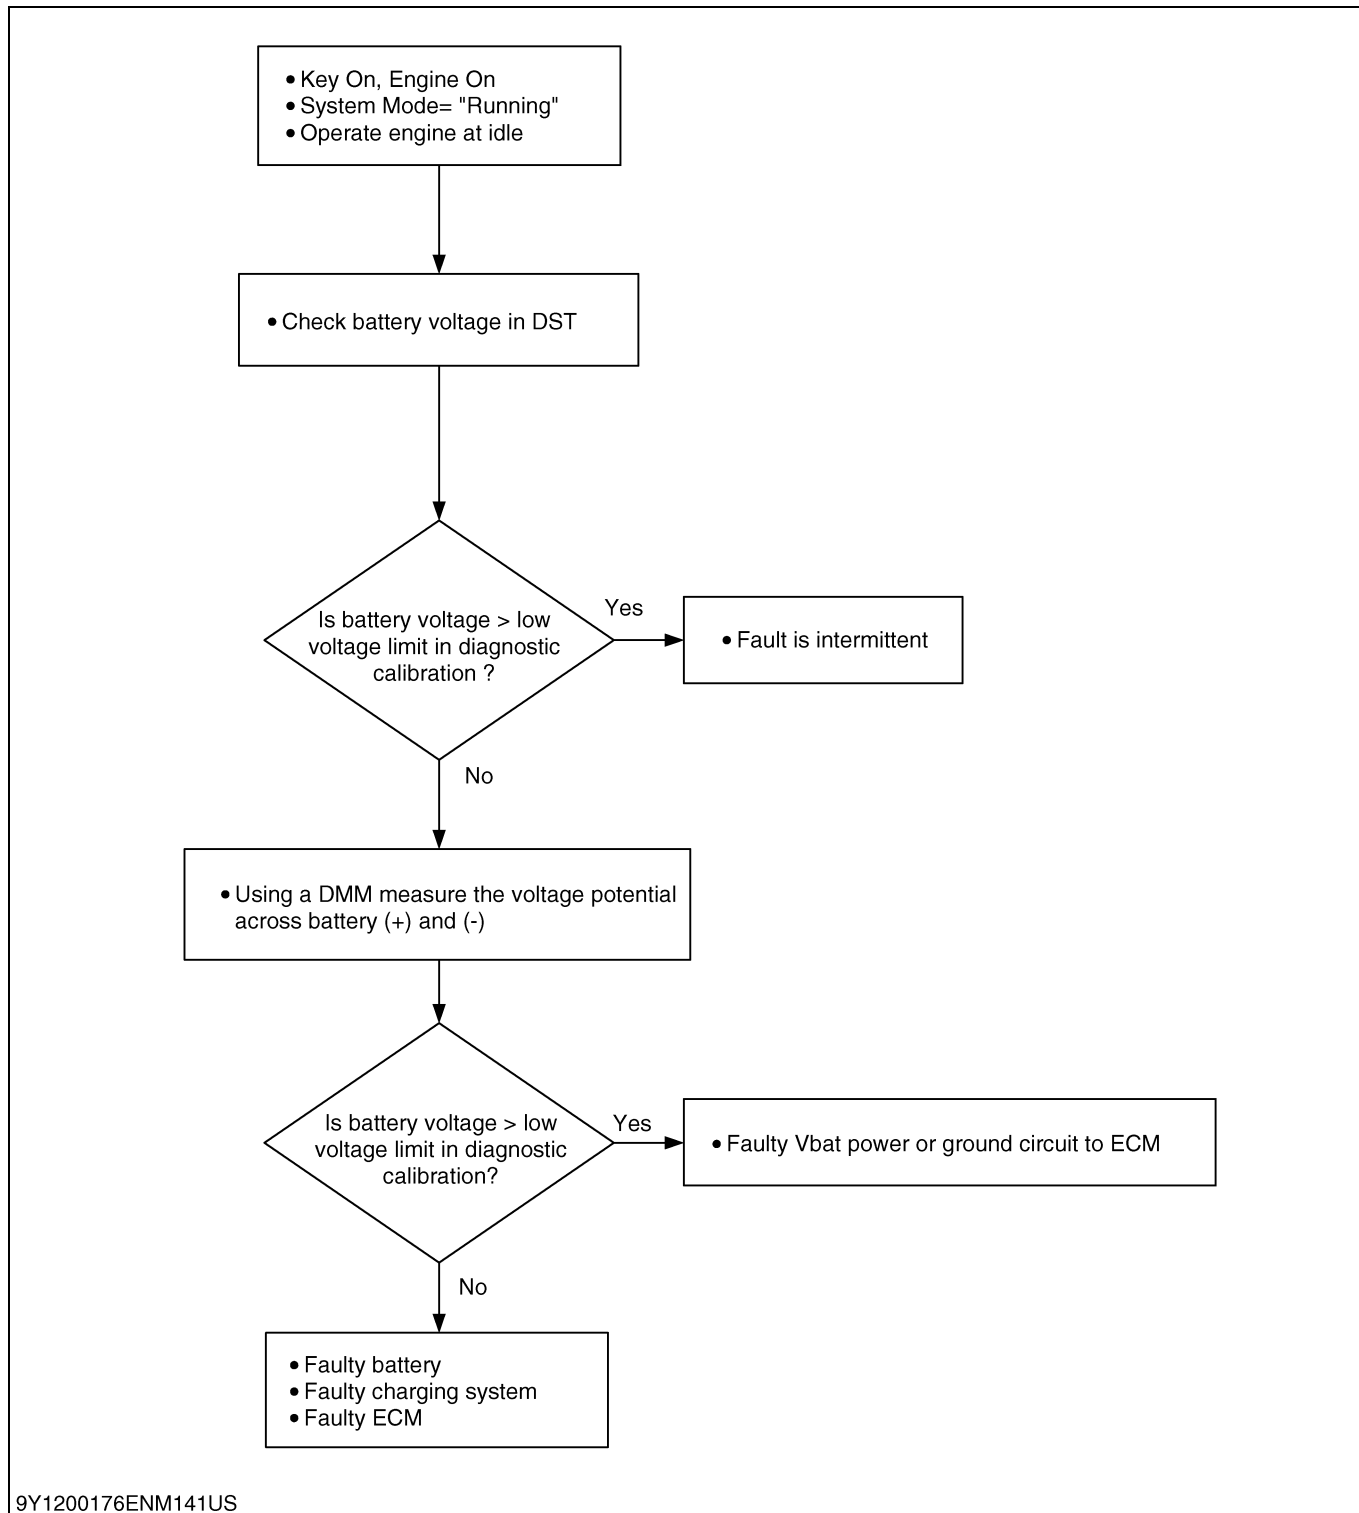 • Key On, Engine On
• System Mode= "Running"
• Operate engine at idle
• Check battery voltage in DST
Is battery voltage > low
voltage limit in diagnostic
calibration ?
Yes
• Fault is intermittent
No
• Using a DMM measure the voltage potential
across battery (+) and (-)
Is battery voltage > low
voltage limit in diagnostic
calibration?
Yes
• Faulty Vbat power or ground circuit to ECM
No
• Faulty battery
• Faulty charging system
• Faulty ECM
9Y1200176ENM141US